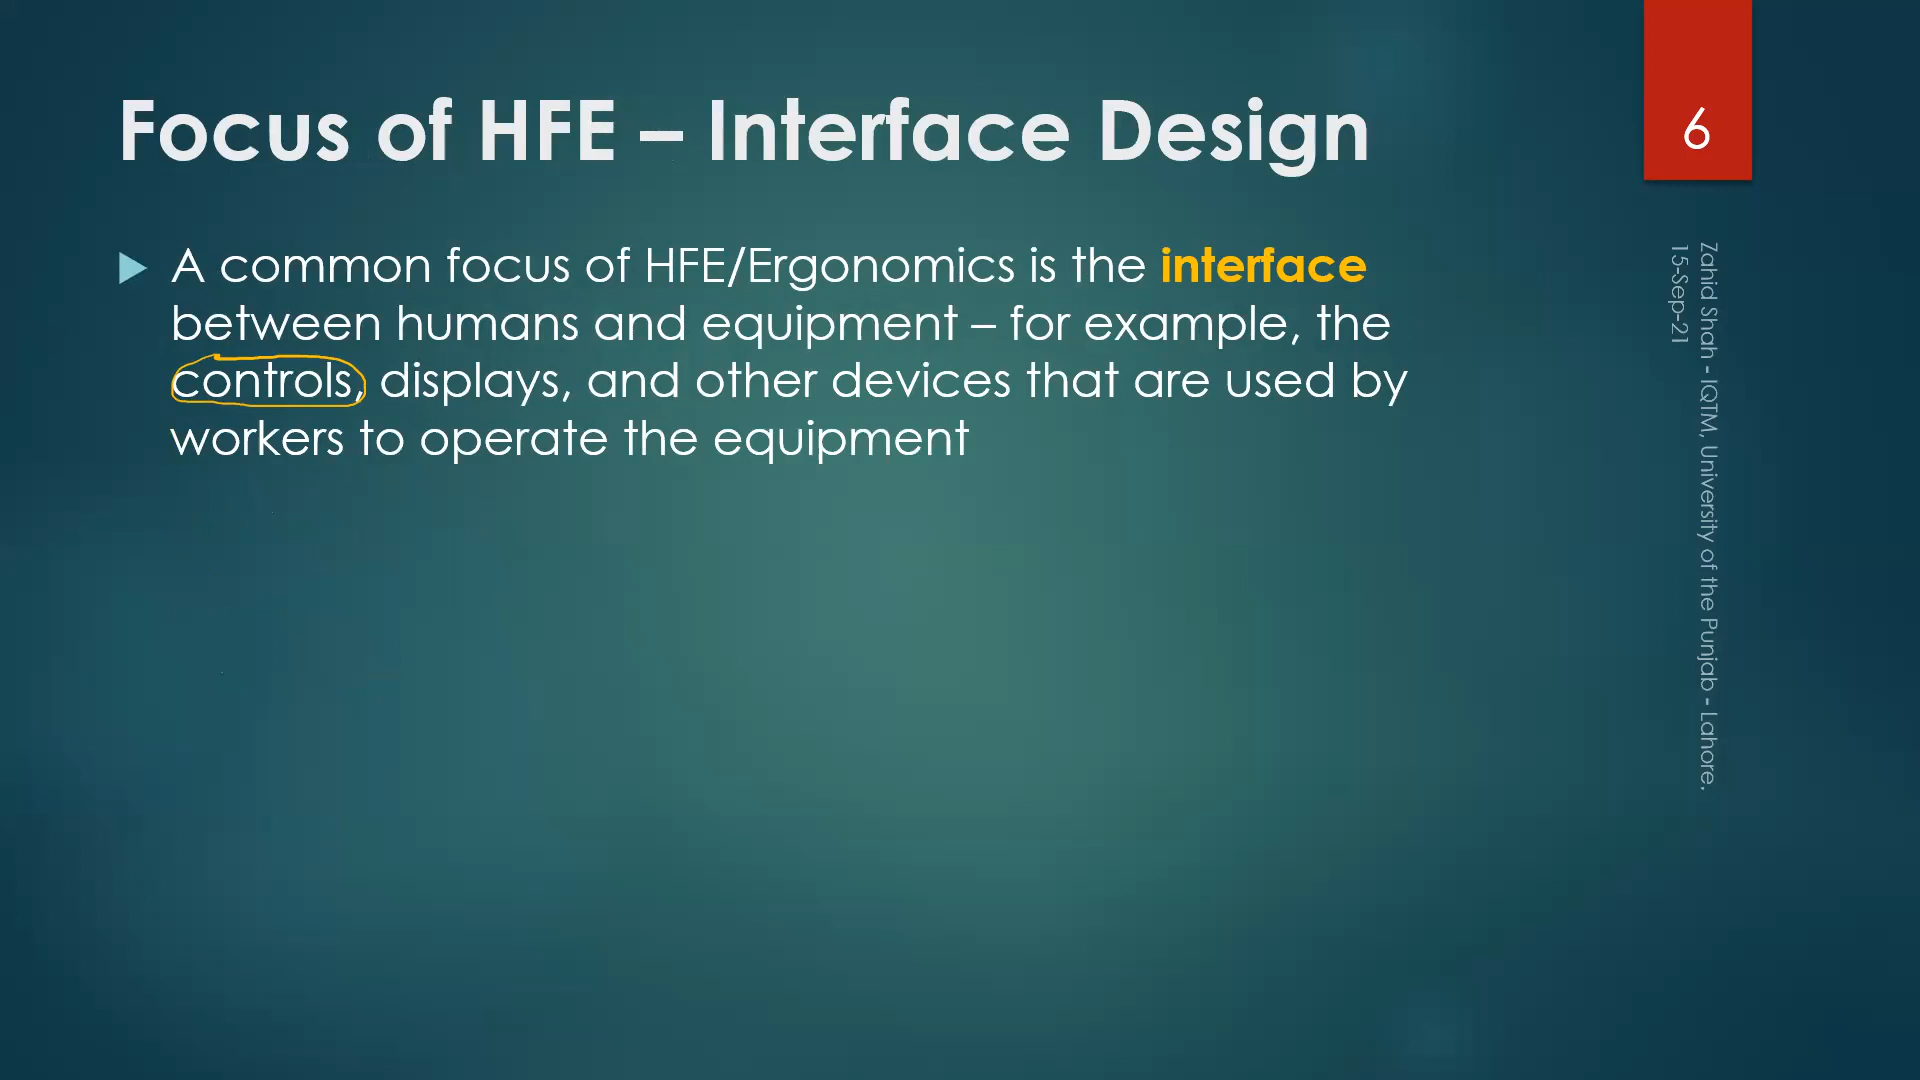 Focus of HFE – Interface Design
6
A common focus of HFE/Ergonomics is the interface
between humans and equipment – for example, the
controls, displays, and other devices that are used by
workers to operate the equipment
Zahid Shah - IQTM, University of the Punjab - Lahore.
15-Sep-21